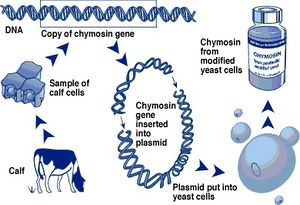 DNA
Copy of chymosin gene
Sample of
calf cells
Calf
Chymosin
gene
inserted
into
plasmid
Plasmid put into
yeast cells
Chymosin
from
modified
yeast cells
CHYMOSIN